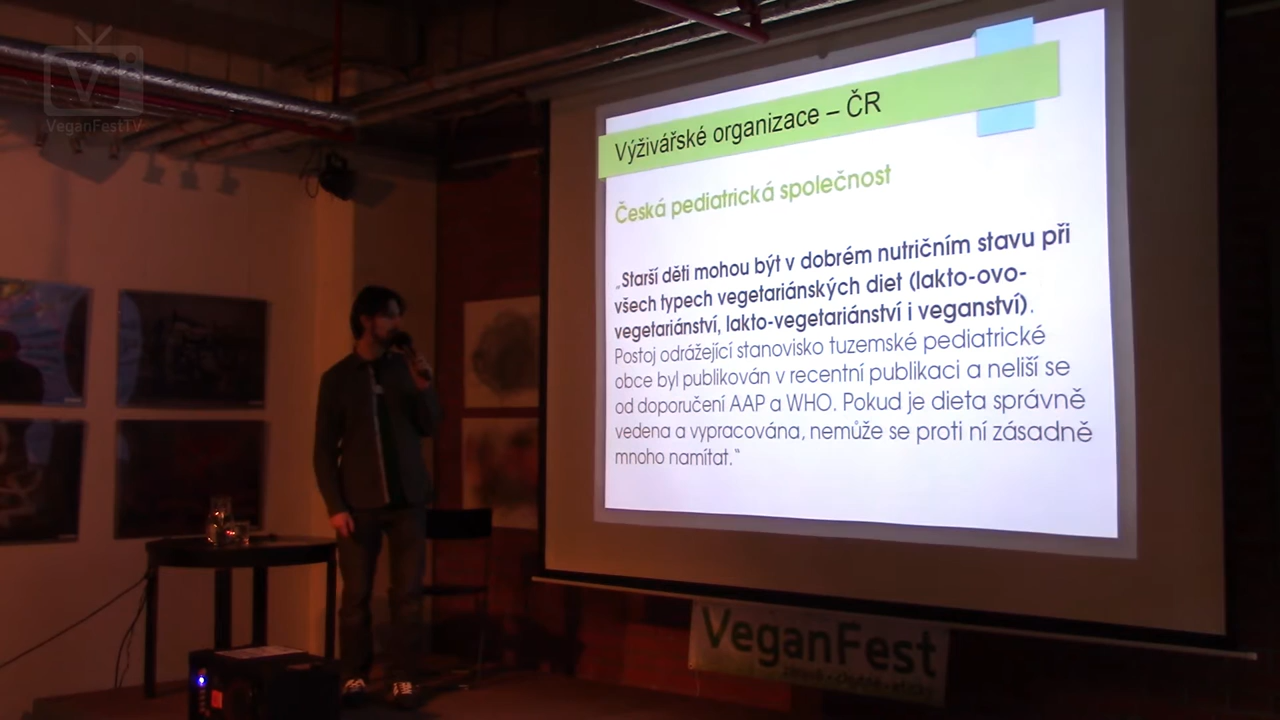 VeganFestTV
Výživářské organizace – ČR
Česká pediatrická společnost
„Starší děti mohou být v dobrém nutričním stavu při
všech typech vegetariánských diet (lakto-ovo-
vegetariánství, lakto-vegetariánství i veganství).
Postoj odrážející stanovisko tuzemské pediatrické
obce byl publikován v recentní publikaci a neliší se
od doporučení AAP a WHO. Pokud je dieta správně
vedena a vypracována, nemůže se proti ní zásadně
mnoho namítat.“
VeganFest